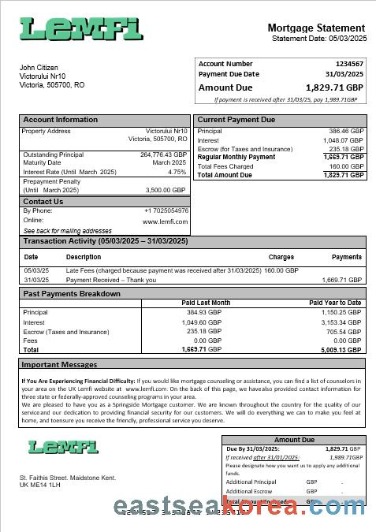 LemFi
Mortgage Statement
Statement Date: 05/03/2025
John Citizen
Victorului Nr10
Victoria, 505700, RO
Account Number 1234567
Payment Due Date 31/03/2025
Amount Due 1,829.71 GBP
If payment is received after 31/03/25, pay 1,989.71GBP
Account Information
Property Address Victorului Nr10
Victoria, 505700, RO
Outstanding Principal 264,776.43 GBP
Maturity Date March 2025
Interest Rate (Until March 2025) 4.75%
Prepayment Penalty
(Until March 2025) 3,500.00 GBP
Contact Us
By Phone: +1 7025054976
Online: www.lemfi.com
See back for mailing addresses
Current Payment Due
Principal 386.46 GBP
Interest 1,048.07 GBP
Escrow (for Taxes and Insurance) 235.18 GBP
Regular Monthly Payment 1,669.71 GBP
Total Fees Charged 160.00 GBP
Total Amount Due 1,829.71 GBP
Transaction Activity (05/03/2025 – 31/03/2025)
Date Description Charges Payments
05/03/25 Late Fees (charged because payment was received after 31/03/2025) 160.00 GBP
31/03/25 Payment Received – Thank you 1,669.71 GBP
Past Payments Breakdown
Paid Last Month Paid Year to Date
Principal 384.93 GBP 1,150.25 GBP
Interest 1,049.60 GBP 3,153.34 GBP
Escrow (Taxes and Insurance) 235.18 GBP 705.54 GBP
Fees 0.00 GBP 0.00 GBP
Total 1,669.71 GBP 5,009.13 GBP
Important Messages
If You Are Experiencing Financial Difficulty: If you would like mortgage counseling or assistance, you can find a list of counselors in
your area on the UK Lemfi website at www.lemfi.com. On the back of this page, we have also provided contact information for
three state or federally-approved counseling programs in your area.
We are pleased to have you as a Springside Mortgage customer. We are known throughout the country for the quality of our
service and our dedication to providing financial security for our customers. We will do everything we can to make you feel at
home, and to ensure you receive the friendly, professional service you deserve.
LemFi
St. Faithis Street. Maidstone Kent.
UK ME14 1LH
Amount Due
Due By 31/03/2025: 1,829.71 GBP
If received after 31/01/2025: 1,989.71GBP
Please designate how you want us to apply any additional
funds.
Additional Principal GBP .
Additional Escrow GBP .
eastseakorea.com